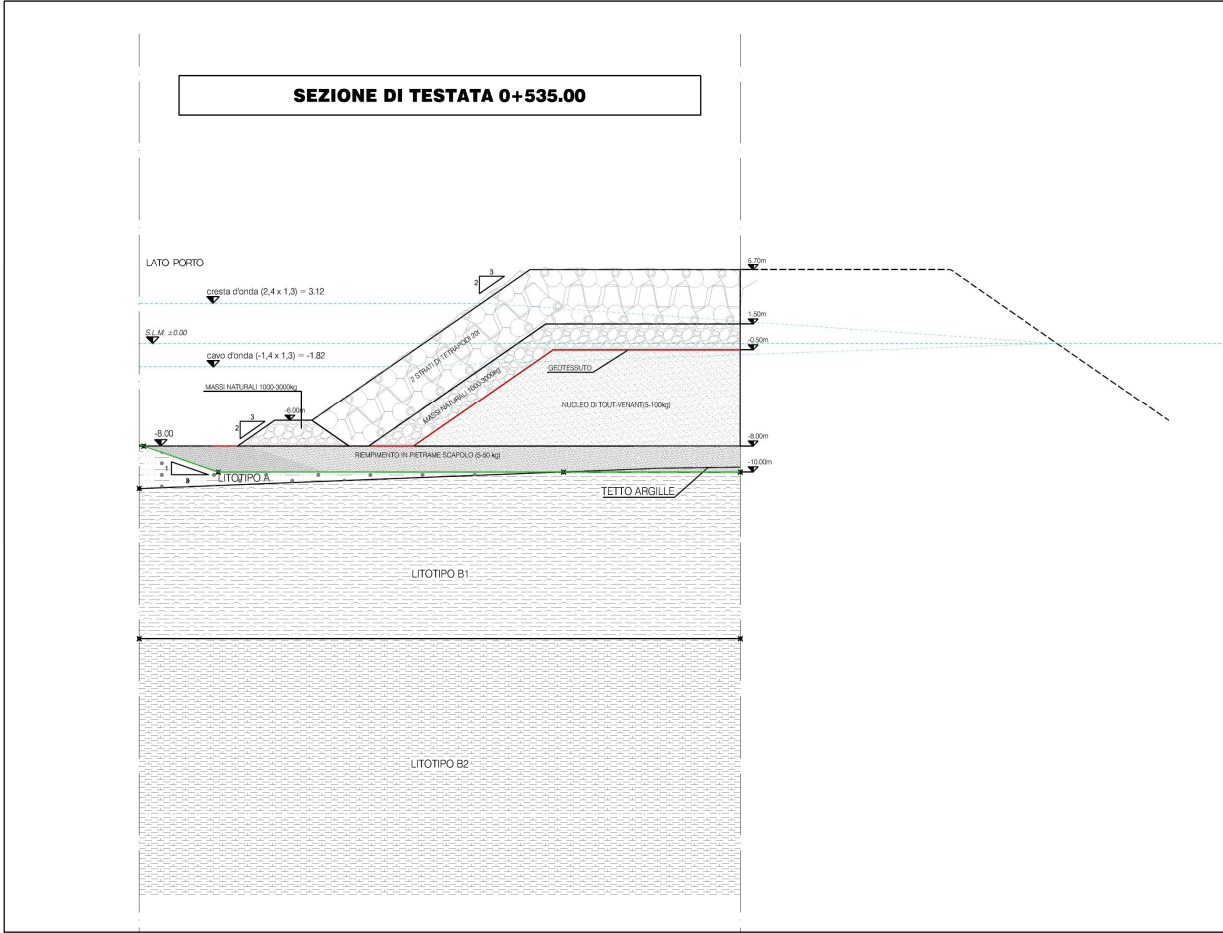 SEZIONE DI TESTATA 0+535.00
LATO PORTO
5.70m
3
2
cresta d'onda (2,4 x 1,3) = 3.12
1.50m
S.L.M. ±0.00
-0.50m
cavo d'onda (-1,4 x 1,3) = -1.82
2 STRATI DI TETRAPODI 20t
GEOTESSUTO
MASSI NATURALI 1000-3000kg
MASSI NATURALI 1000-3000kg
NUCLEO DI TOUT-VENANT(5-100kg)
-6.00m
3
2
-8.00
-8.00m
RIEMPIMENTO IN PIETRAME SCAPOLO (5-50 kg)
-10.00m
1
3
LITOTIPO A
TETTO ARGILLE
LITOTIPO B1
LITOTIPO B2